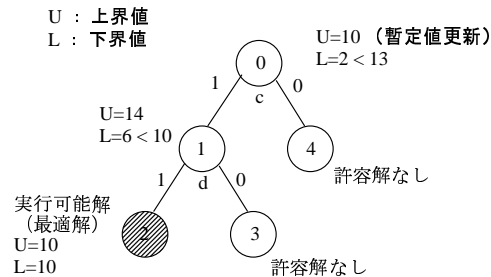 U : 上界値
L : 下界値
U=10 (暫定値更新)
L=2 < 13
0
1
c
0
U=14
L=6 < 10
1
4
許容解なし
1
d
0
実行可能解
(最適解)
U=10
L=10
2
3
許容解なし